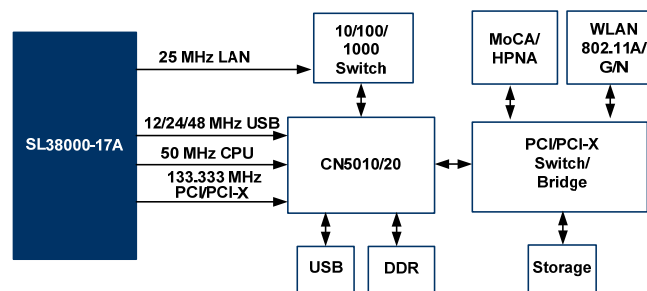 SL38000-17A
25 MHz LAN
12/24/48 MHz USB
50 MHz CPU
133.333 MHz
PCI/PCI-X
10/100/
1000
Switch
CN5010/20
USB
DDR
MoCA/
HPNA
WLAN
802.11A/
G/N
PCI/PCI-X
Switch/
Bridge
Storage